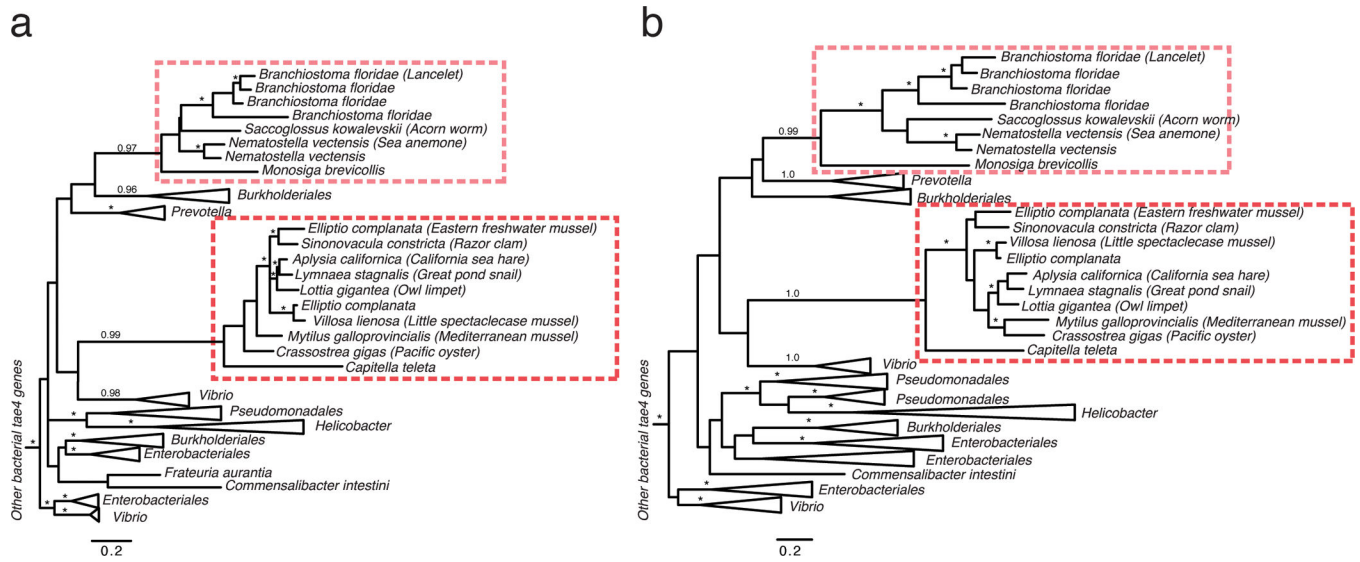 a
Branchiostoma floridae (Lancelet)
Branchiostoma floridae
Branchiostoma floridae
Branchiostoma floridae
Saccoglossus kowalevskii (Acorn worm)
Nematostella vectensis (Sea anemone)
Nematostella vectensis
Monosiga brevicollis
0.97
0.96
Burkholderiales
Prevotella
Elliptio complanata (Eastern freshwater mussel)
Sinonovacula constricta (Razor clam)
Aplysia californica (California sea hare)
Lymnaea stagnalis (Great pond snail)
Lottia gigantea (Owl limpet)
Elliptio complanata
Villosa lienosa (Little spectaclecase mussel)
Mytilus galloprovincialis (Mediterranean mussel)
Crassostrea gigas (Pacific oyster)
Capitella teleta
0.99
0.98
Vibrio
Pseudomonadales
Helicobacter
Burkholderiales
Enterobacteriales
Frateuria aurantia
Commensalibacter intestini
Enterobacteriales
Vibrio
Other bacterial tae4 genes
0.2
b
Branchiostoma floridae (Lancelet)
Branchiostoma floridae
Branchiostoma floridae
Branchiostoma floridae
Saccoglossus kowalevskii (Acorn worm)
Nematostella vectensis (Sea anemone)
Nematostella vectensis
Monosiga brevicollis
0.99
1.0
Prevotella
Burkholderiales
Elliptio complanata (Eastern freshwater mussel)
Sinonovacula constricta (Razor clam)
Villosa lienosa (Little spectaclecase mussel)
Elliptio complanata
Aplysia californica (California sea hare)
Lymnaea stagnalis (Great pond snail)
Lottia gigantea (Owl limpet)
Mytilus galloprovincialis (Mediterranean mussel)
Crassostrea gigas (Pacific oyster)
Capitella teleta
1.0
1.0
Vibrio
Pseudomonadales
Pseudomonadales
Helicobacter
Burkholderiales
Enterobacteriales
Enterobacteriales
Commensalibacter intestini
Enterobacteriales
Vibrio
Other bacterial tae4 genes
0.2